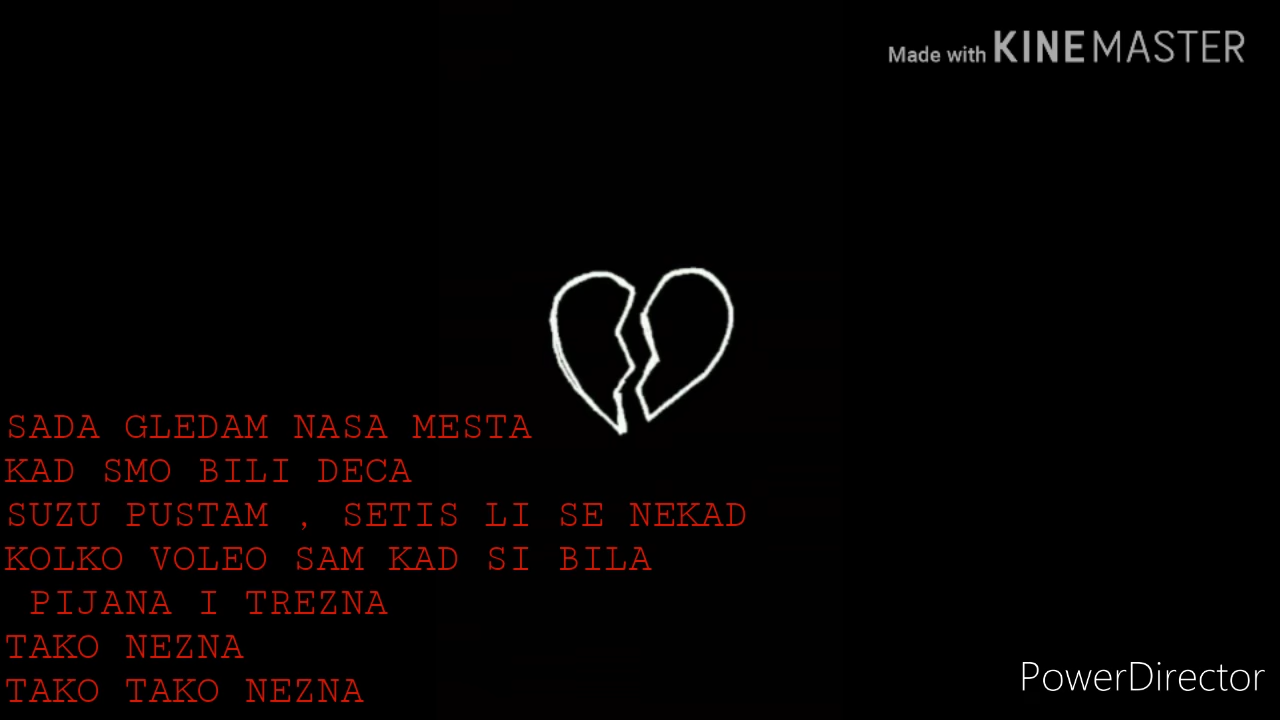 Made with KINEMASTER
SADA GLEDAM NASA MESTA
KAD SMO BILI DECA
SUZU PUSTAM , SETIS LI SE NEKAD
KOLKO VOLEO SAM KAD SI BILA
PIJANA I TREZNA
TAKO NEZNA
TAKO TAKO NEZNA
PowerDirector